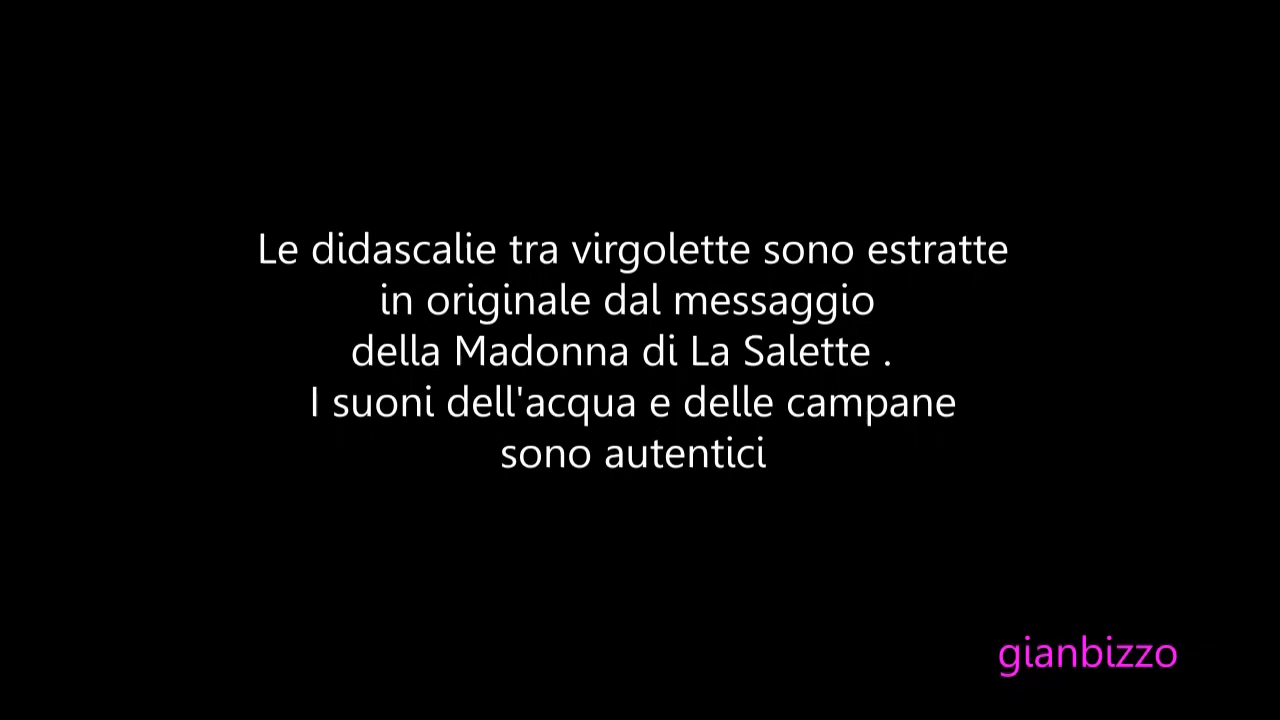 Le didascalie tra virgolette sono estratte
in originale dal messaggio
della Madonna di La Salette .
I suoni dell'acqua e delle campane
sono autentici
gianbizzo